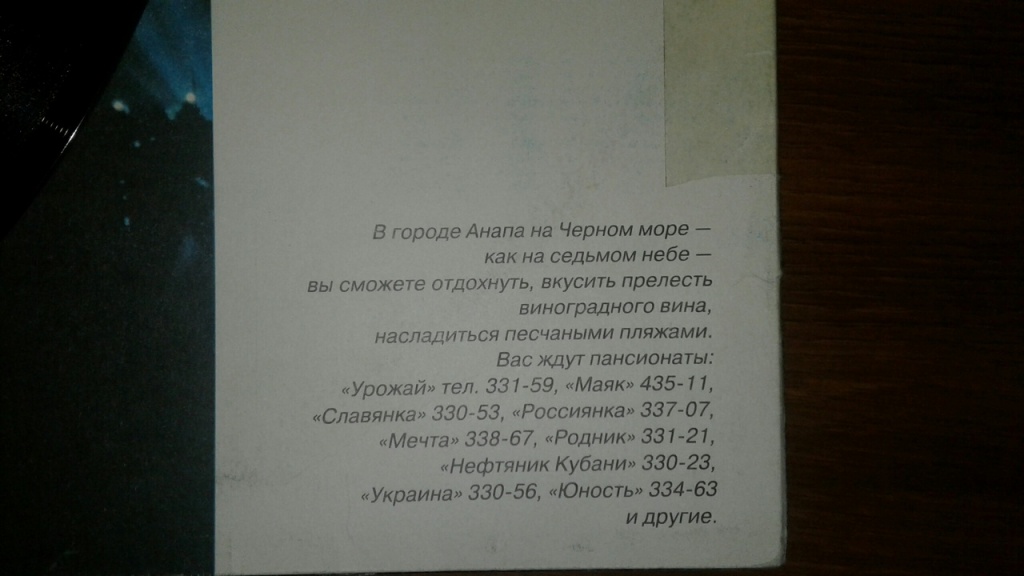 В городе Анапа на Черном море —
как на седьмом небе —
вы сможете отдохнуть, вкусить прелесть
виноградного вина,
насладиться песчаными пляжами.
Вас ждут пансионаты:
«Урожай» тел. 331-59, «Маяк» 435-11,
«Славянка» 330-53, «Россиянка» 337-07,
«Мечта» 338-67, «Родник» 331-21,
«Нефтяник Кубани» 330-23,
«Украина» 330-56, «Юность» 334-63
и другие.